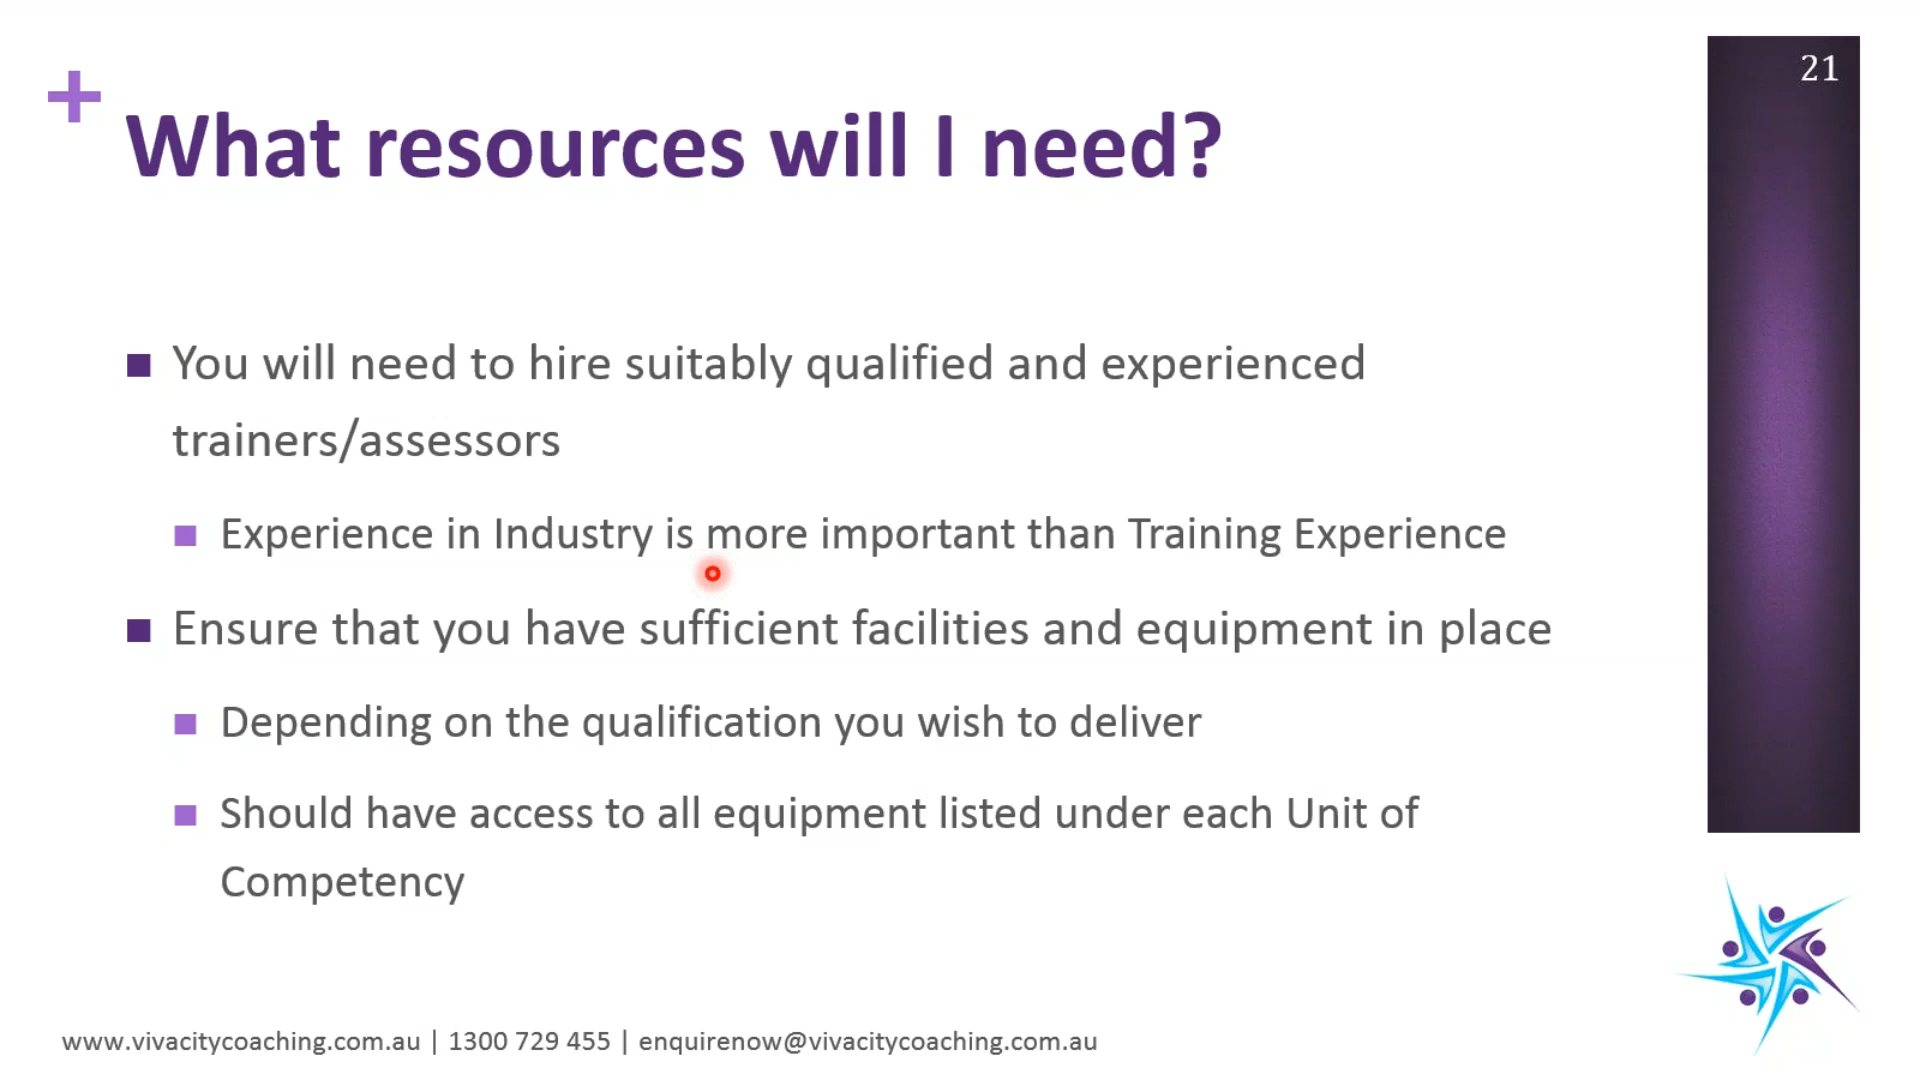 21
+ What resources will I need?
You will need to hire suitably qualified and experienced
trainers/assessors
Experience in Industry is more important than Training Experience
Ensure that you have sufficient facilities and equipment in place
Depending on the qualification you wish to deliver
Should have access to all equipment listed under each Unit of
Competency
www.vivacitycoaching.com.au | 1300 729 455 | enquirenow@vivacitycoaching.com.au